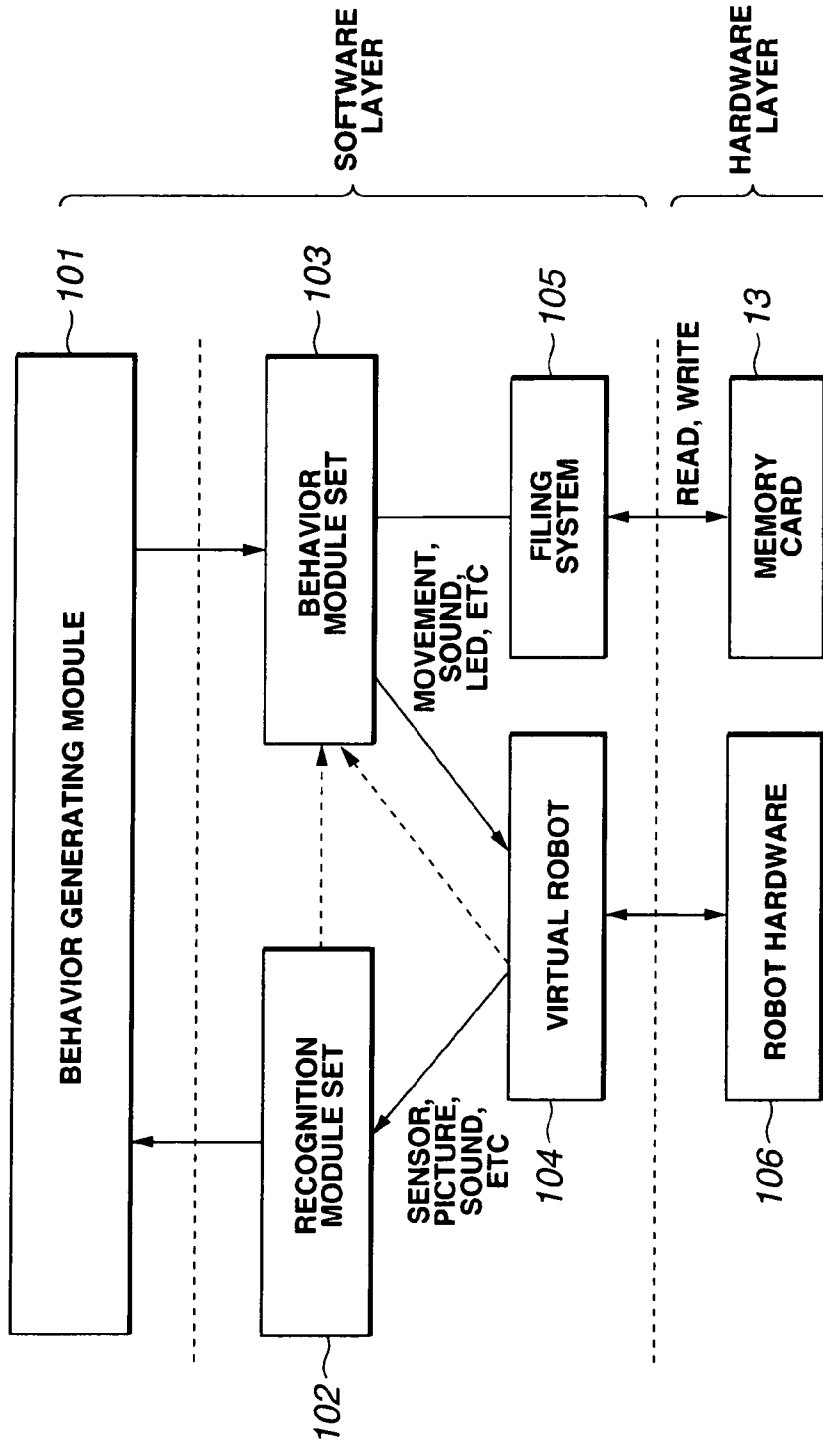 101
BEHAVIOR GENERATING MODULE
SOFTWARE
LAYER
102
RECOGNITION
MODULE SET
103
BEHAVIOR
MODULE SET
SENSOR,
PICTURE,
SOUND,
ETC
MOVEMENT,
SOUND,
LED, ETC
104
VIRTUAL ROBOT
105
FILING
SYSTEM
READ, WRITE
106
ROBOT HARDWARE
13
MEMORY
CARD
HARDWARE
LAYER